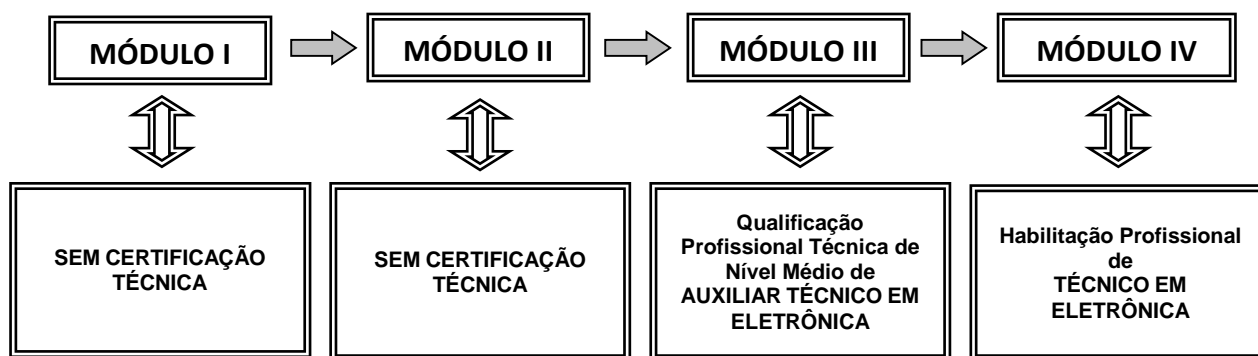 MÓDULO I
MÓDULO II
MÓDULO III
MÓDULO IV
SEM CERTIFICAÇÃO
TÉCNICA
SEM CERTIFICAÇÃO
TÉCNICA
Qualificação
Profissional Técnica de
Nível Médio de
AUXILIAR TÉCNICO EM
ELETRÔNICA
Habilitação Profissional
de
TÉCNICO EM
ELETRÔNICA